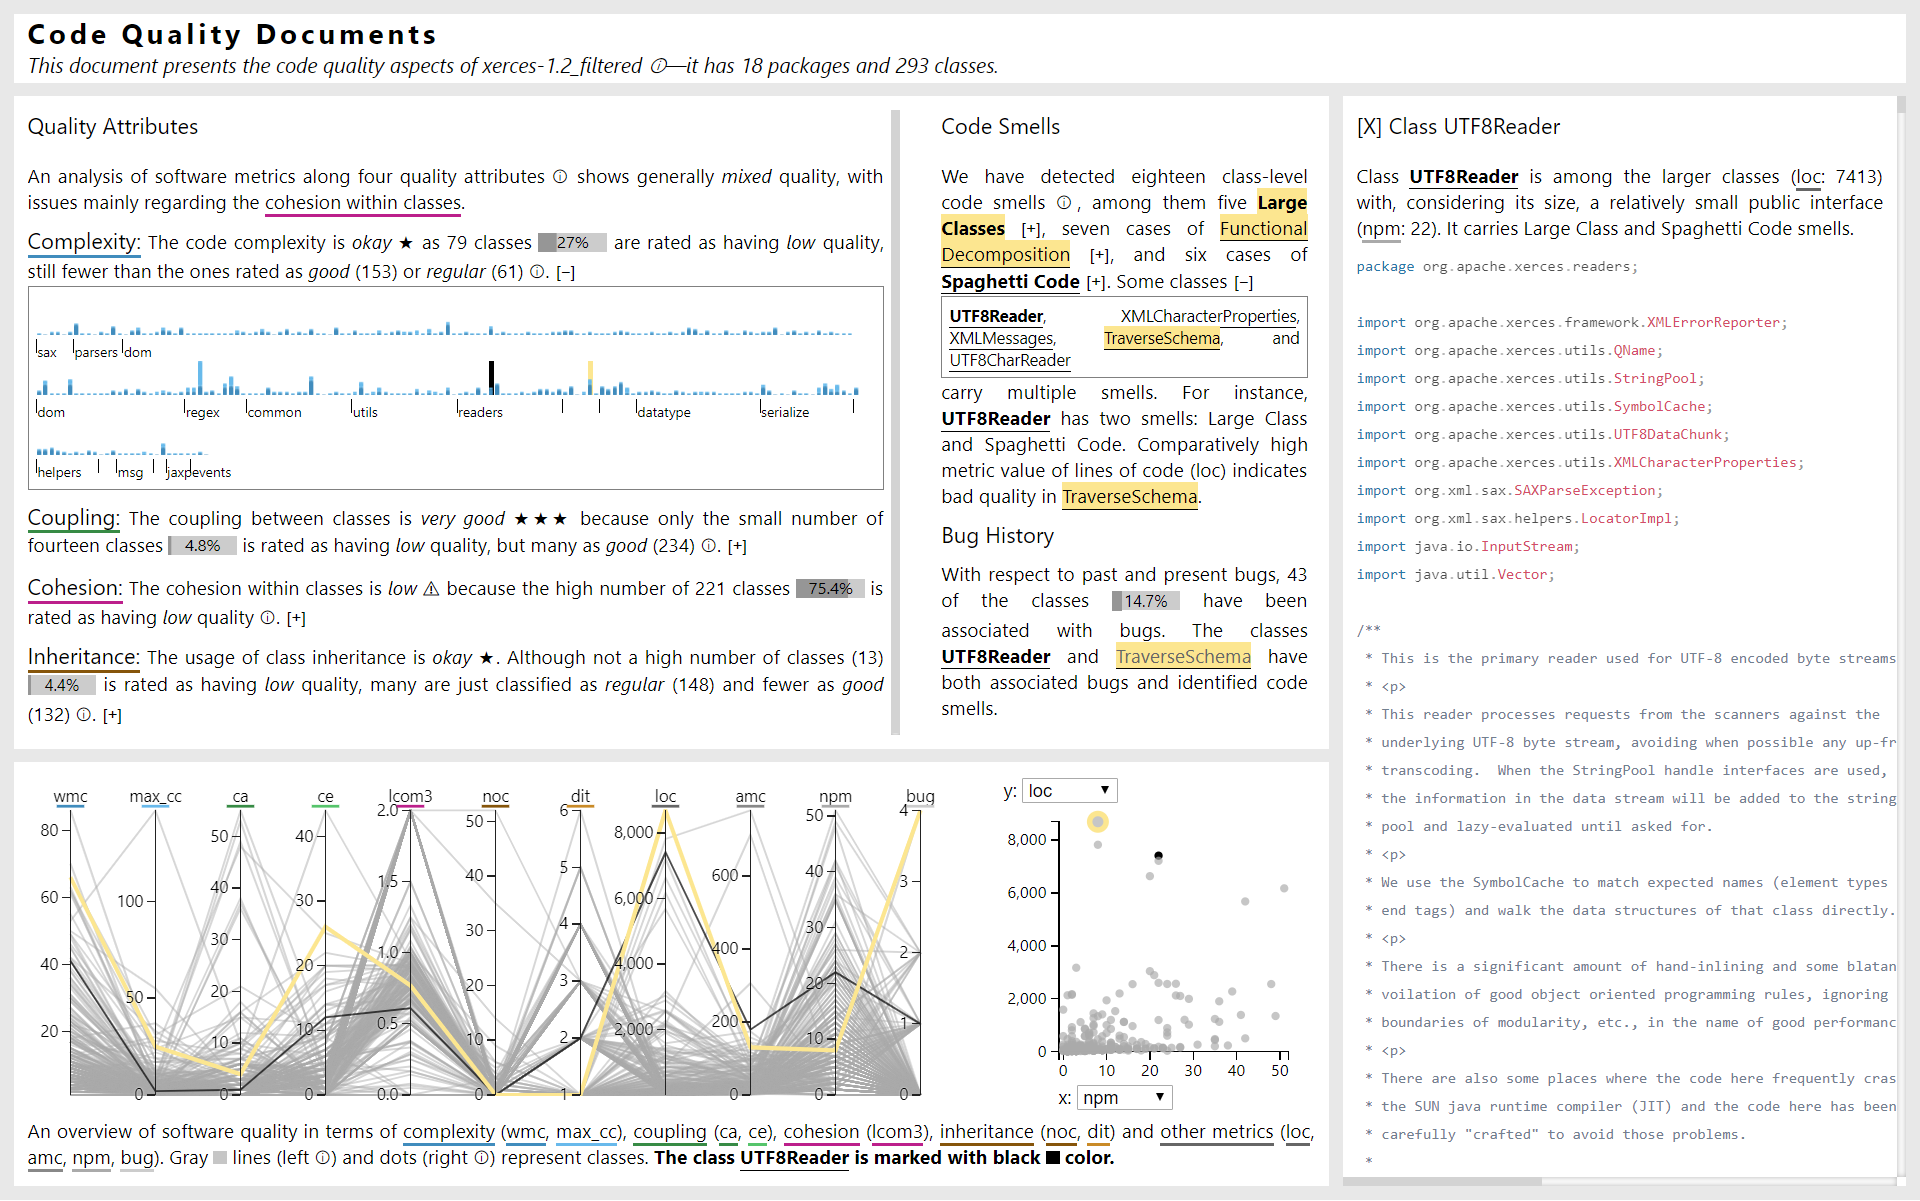 Code Quality Documents
This document presents the code quality aspects of xerces-1.2_filtered ⓘ—it has 18 packages and 293 classes.
Quality Attributes
An analysis of software metrics along four quality attributes ⓘ shows generally mixed quality, with
issues mainly regarding the cohesion within classes.
Complexity: The code complexity is okay ★ as 79 classes 27% are rated as having low quality,
still fewer than the ones rated as good (153) or regular (61) ⓘ. [–]
sax parsers dom
dom regex common utils readers datatype serialize
helpers msg jaxp events
Coupling: The coupling between classes is very good ★★★ because only the small number of
fourteen classes 4.8% is rated as having low quality, but many as good (234) ⓘ. [+]
Cohesion: The cohesion within classes is low ⚠ because the high number of 221 classes 75.4% is
rated as having low quality ⓘ. [+]
Inheritance: The usage of class inheritance is okay ★. Although not a high number of classes (13)
4.4% is rated as having low quality, many are just classified as regular (148) and fewer as good
(132) ⓘ. [+]
Code Smells
We have detected eighteen class-level
code smells ⓘ, among them five Large
Classes [+], seven cases of Functional
Decomposition [+], and six cases of
Spaghetti Code [+]. Some classes [–]
UTF8Reader, XMLCharacterProperties,
XMLMessages, TraverseSchema, and
UTF8CharReader
carry multiple smells. For instance,
UTF8Reader has two smells: Large Class
and Spaghetti Code. Comparatively high
metric value of lines of code (loc) indicates
bad quality in TraverseSchema.
Bug History
With respect to past and present bugs, 43
of the classes 14.7% have been
associated with bugs. The classes
UTF8Reader and TraverseSchema have
both associated bugs and identified code
smells.
[X] Class UTF8Reader
Class UTF8Reader is among the larger classes (loc: 7413)
with, considering its size, a relatively small public interface
(npm: 22). It carries Large Class and Spaghetti Code smells.
package org.apache.xerces.readers;
import org.apache.xerces.framework.XMLErrorReporter;
import org.apache.xerces.utils.QName;
import org.apache.xerces.utils.StringPool;
import org.apache.xerces.utils.SymbolCache;
import org.apache.xerces.utils.UTF8DataChunk;
import org.apache.xerces.utils.XMLCharacterProperties;
import org.xml.sax.SAXParseException;
import org.xml.sax.helpers.LocatorImpl;
import java.io.InputStream;
import java.util.Vector;
/**
* This is the primary reader used for UTF-8 encoded byte streams
* <p>
* This reader processes requests from the scanners against the
* underlying UTF-8 byte stream, avoiding when possible any up-fr
* transcoding. When the StringPool handle interfaces are used,
* the information in the data stream will be added to the string
* pool and lazy-evaluated until asked for.
* <p>
* We use the SymbolCache to match expected names (element types
* end tags) and walk the data structures of that class directly.
* <p>
* There is a significant amount of hand-inlining and some blatan
* voilation of good object oriented programming rules, ignoring
* boundaries of modularity, etc., in the name of good performanc
* <p>
* There are also some places where the code here frequently cras
* the SUN java runtime compiler (JIT) and the code here has been
* carefully "crafted" to avoid those problems.
*
wmc max_cc ca ce lcom3 noc dit loc amc npm bug
80 60 40 20
100 50 0
50 40 30 20 10 0
40 30 20 10 0
2.0 1.5 1.0 0.5 0.0
50 40 30 20 10 0
6 5 4 3 2 1
8,000 6,000 4,000 2,000 0
600 400 200 0
50 40 30 20 10 0
4 3 2 1 0
y: loc ▼
8,000
6,000
4,000
2,000
0
0 10 20 30 40 50
x: npm ▼
An overview of software quality in terms of complexity (wmc, max_cc), coupling (ca, ce), cohesion (lcom3), inheritance (noc, dit) and other metrics (loc,
amc, npm, bug). Gray lines (left ⓘ) and dots (right ⓘ) represent classes. The class UTF8Reader is marked with black color.